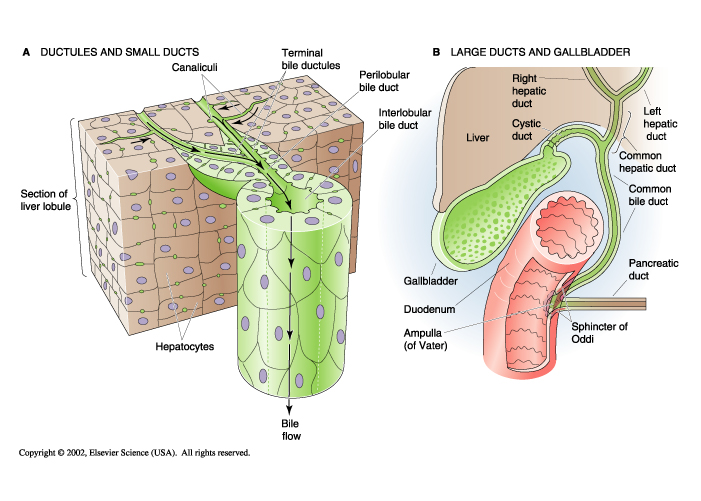 A DUCTULES AND SMALL DUCTS
Canaliculi
Terminal
bile ductules
Perilobular
bile duct
Interlobular
bile duct
Section of
liver lobule
Hepatocytes
Bile
flow
B LARGE DUCTS AND GALLBLADDER
Right
hepatic
duct
Cystic
duct
Liver
Left
hepatic
duct
Common
hepatic duct
Common
bile duct
Pancreatic
duct
Gallbladder
Duodenum
Ampulla
(of Vater)
Sphincter of
Oddi
Copyright © 2002, Elsevier Science (USA). All rights reserved.